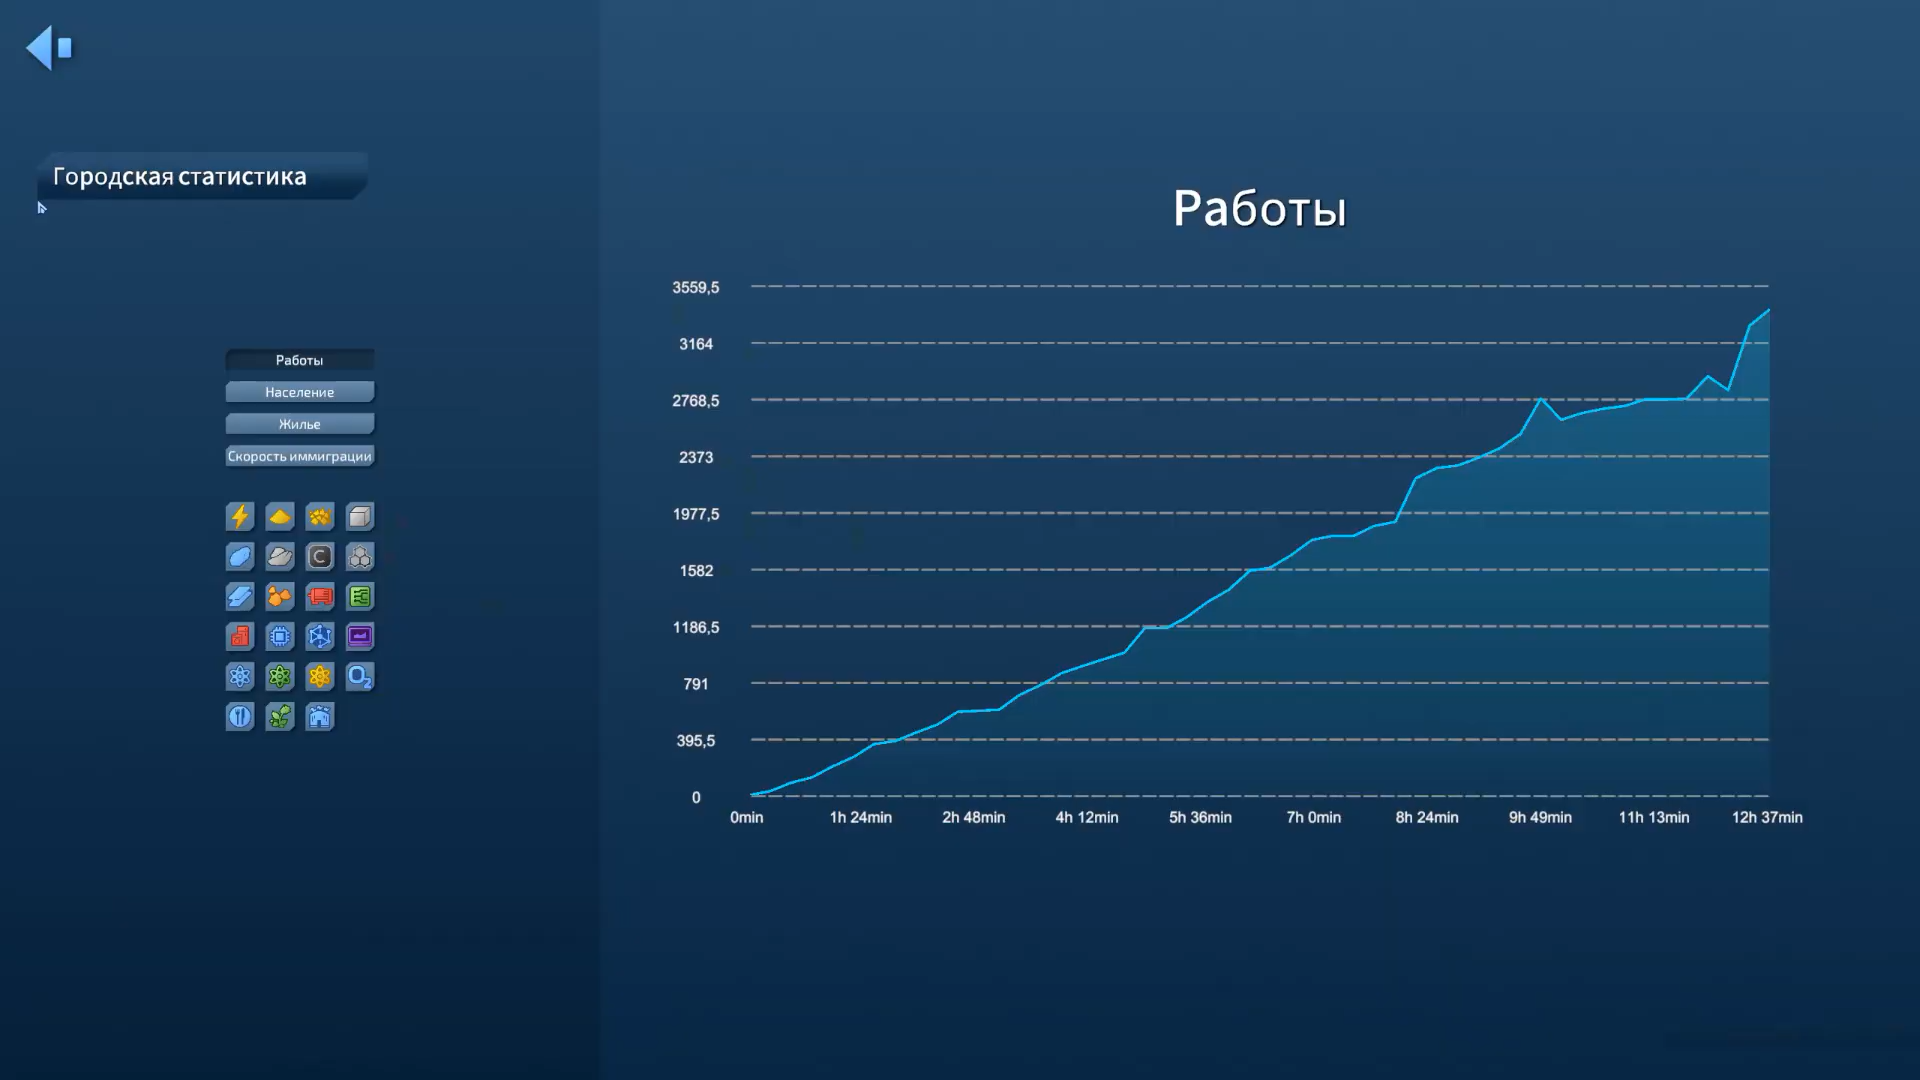 Городская статистика
Работы
Население
Жилье
Скорость иммиграции
C
O2
Работы
3559,5
3164
2768,5
2373
1977,5
1582
1186,5
791
395,5
0
0min 1h 24min 2h 48min 4h 12min 5h 36min 7h 0min 8h 24min 9h 49min 11h 13min 12h 37min